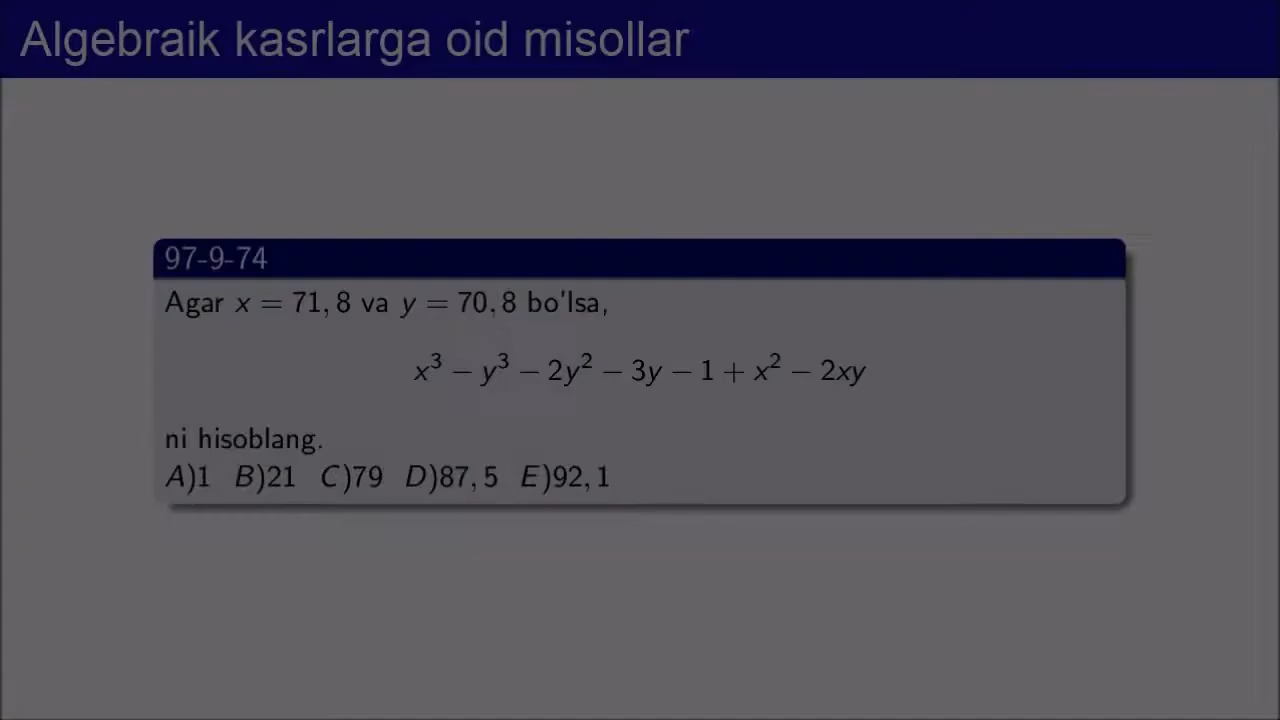 Algebraik kasrlarga oid misollar
97-9-74
Agar x = 71, 8 va y = 70, 8 bo'lsa,
x³ − y³ − 2y² − 3y − 1 + x² − 2xy
ni hisoblang.
A)1 B)21 C)79 D)87, 5 E)92, 1